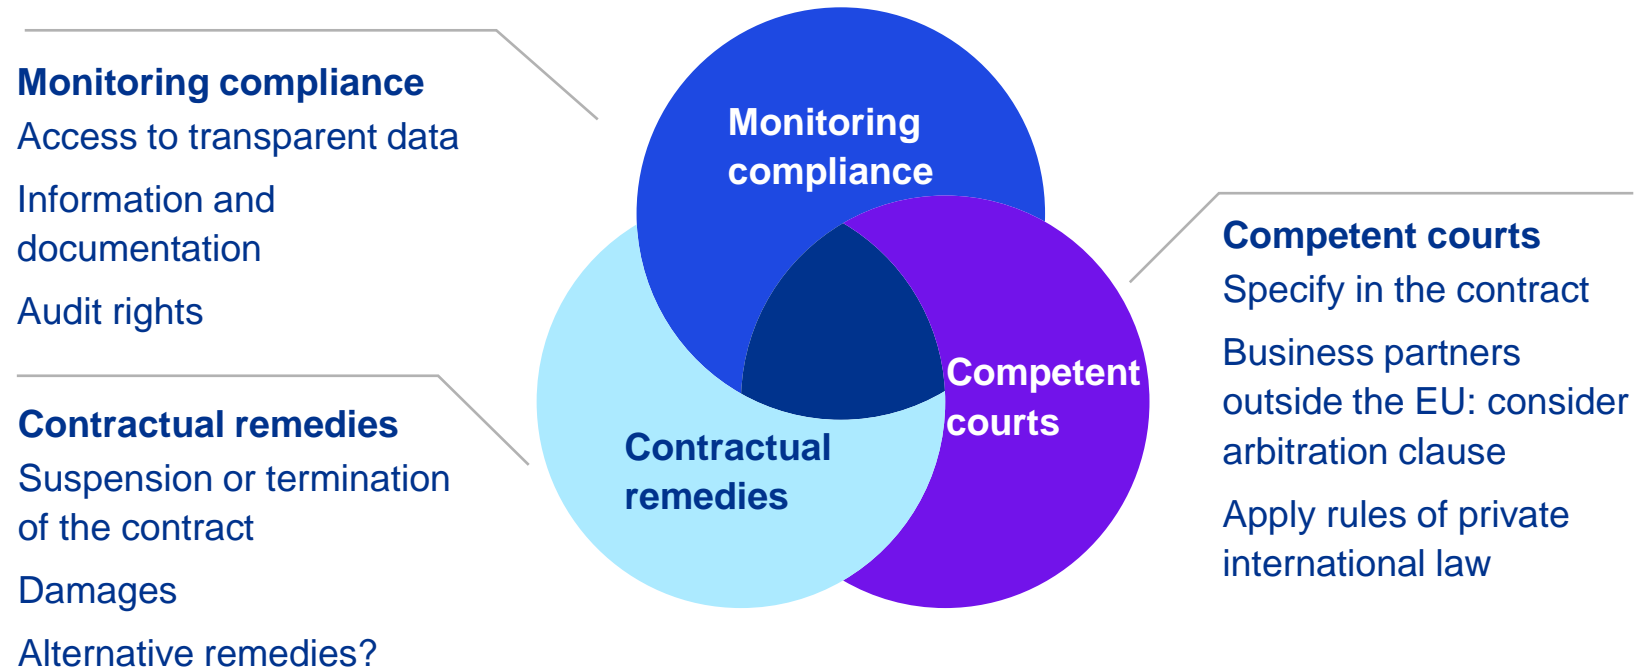 Monitoring compliance
Access to transparent data
Information and
documentation
Audit rights
Contractual remedies
Suspension or termination
of the contract
Damages
Alternative remedies?
Monitoring
compliance
Contractual
remedies
Competent
courts
Competent courts
Specify in the contract
Business partners
outside the EU: consider
arbitration clause
Apply rules of private
international law